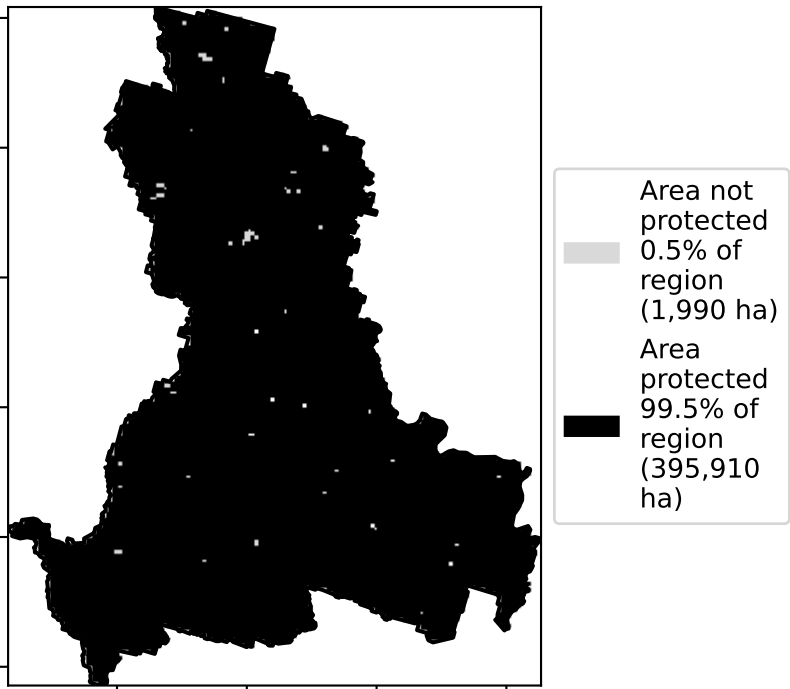 Area not
protected
0.5% of
region
(1,990 ha)
Area
protected
99.5% of
region
(395,910
ha)